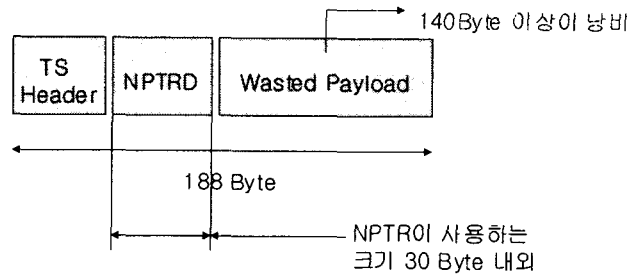 140Byte 이상이 낭비
TS
Header
NPTRD
Wasted Payload
188 Byte
NPTR이 사용하는
크기 30 Byte 내외